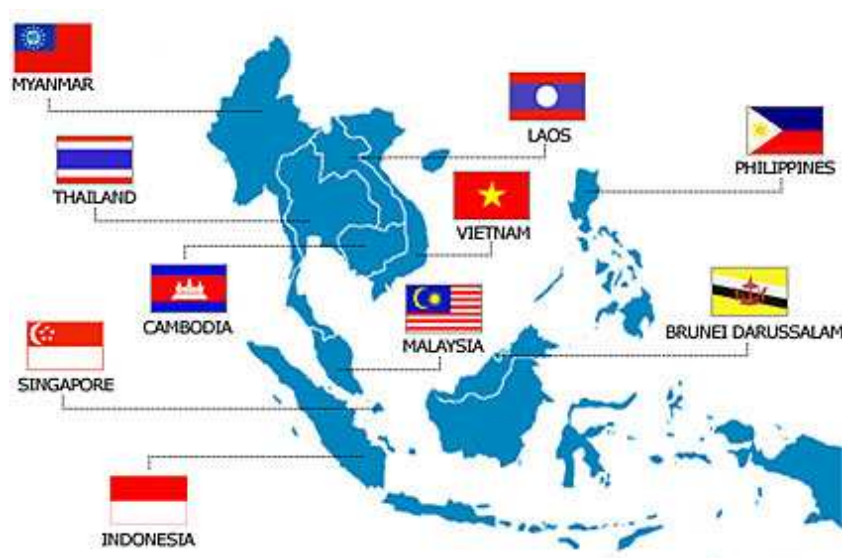 MYANMAR
LAOS
PHILIPPINES
THAILAND
VIETNAM
CAMBODIA
MALAYSIA
BRUNEI DARUSSALAM
SINGAPORE
INDONESIA